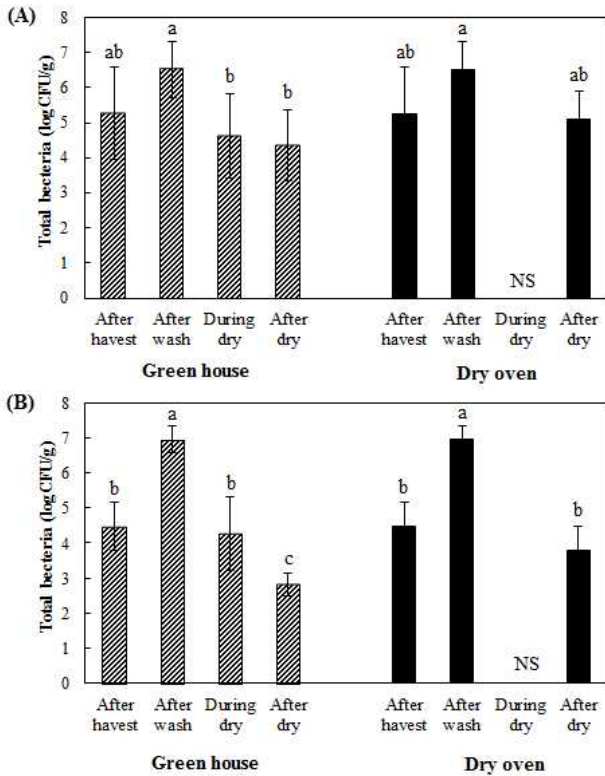 (A)
Total becteria (logCFU/g)
8
7
6
5
4
3
2
1
0
ab
a
b
b
ab
a
NS
ab
After After During After After After During After
havest wash dry dry havest wash dry dry
Green house Dry oven
(B)
Total becteria (logCFU/g)
8
7
6
5
4
3
2
1
0
b
a
b
c
b
a
NS
b
After After During After After After During After
havest wash dry dry havest wash dry dry
Green house Dry oven